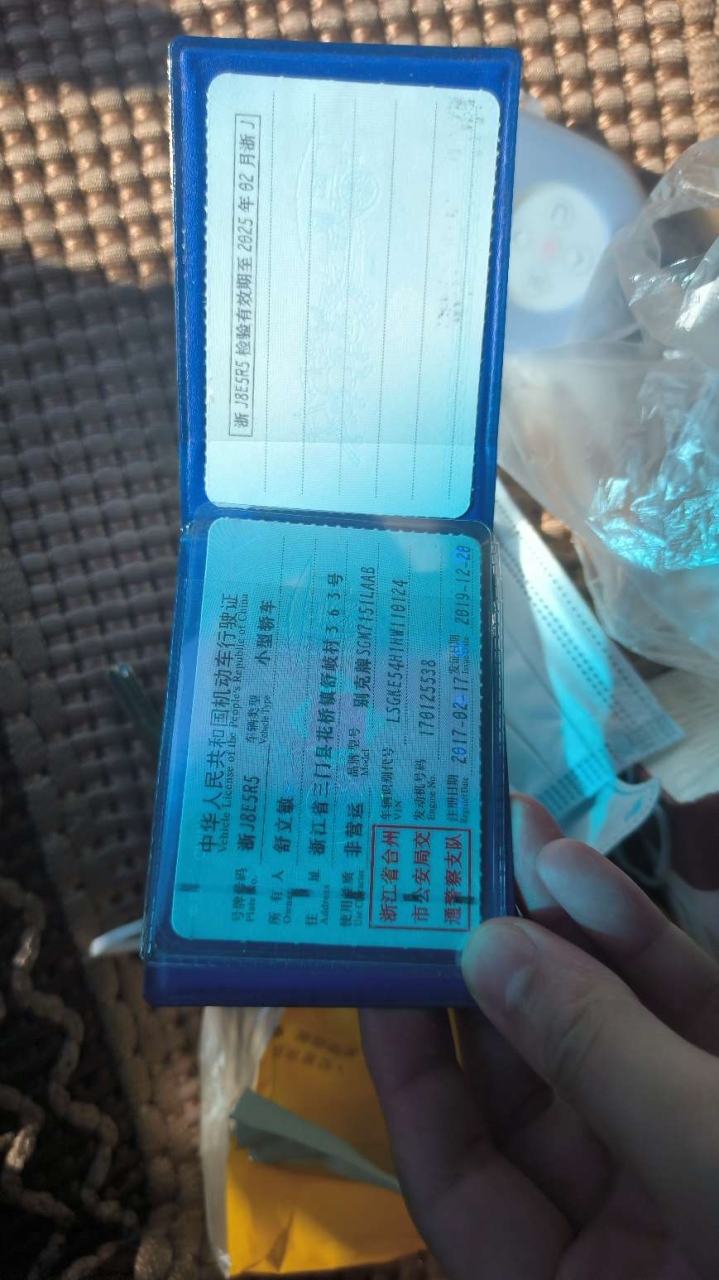 中华人民共和国机动车行驶证
Vehicle License of the People's Republic of China
号牌号码 浙J8E5R5 车辆类型 小型轿车
Plate No. Vehicle Type
所有人 舒立敏
Owner
住址 浙江省三门县花桥镇舒岐村363号
Address
使用性质 非营运 品牌型号 别克牌SGM7151LAAB
Use Character Model
浙江省台州
市公安局交
通警察支队
车辆识别代号 LSGKE54H1HW110124
VIN
发动机号码 170125538
Engine No.
注册日期 2017-02-17 发证日期 2019-12-20
Register Date Issue Date
浙J8E5R5 检验有效期至2025年02月浙J